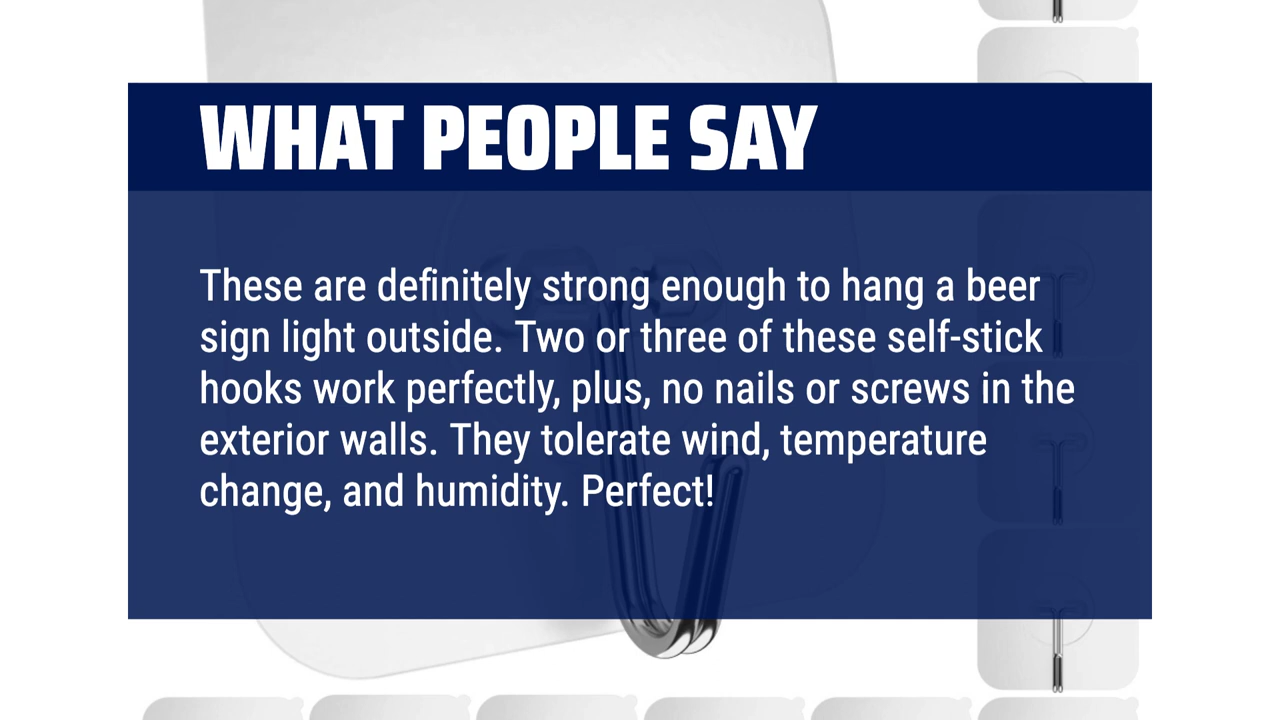 WHAT PEOPLE SAY
These are definitely strong enough to hang a beer
sign light outside. Two or three of these self-stick
hooks work perfectly, plus, no nails or screws in the
exterior walls. They tolerate wind, temperature
change, and humidity. Perfect!